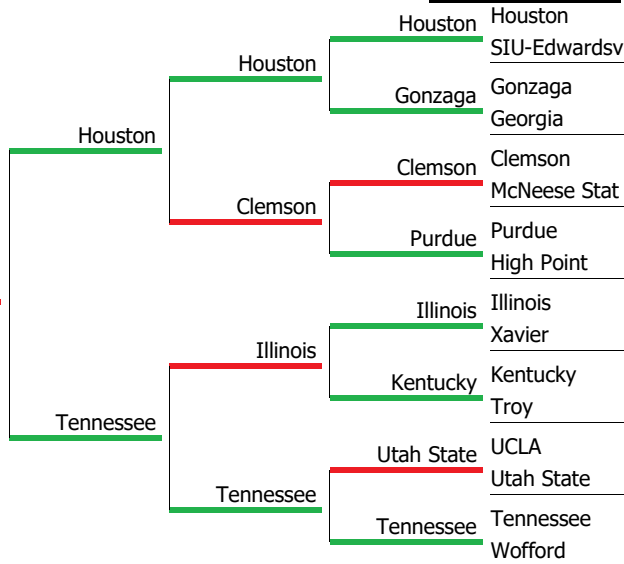 Houston
Houston
SIU-Edwardsv
Houston
Gonzaga
Gonzaga
Georgia
Houston
Clemson
Clemson
McNeese Stat
Clemson
Purdue
Purdue
High Point
Illinois
Illinois
Xavier
Illinois
Kentucky
Kentucky
Troy
Tennessee
UCLA
Utah State
Utah State
Tennessee
Tennessee
Tennessee
Wofford